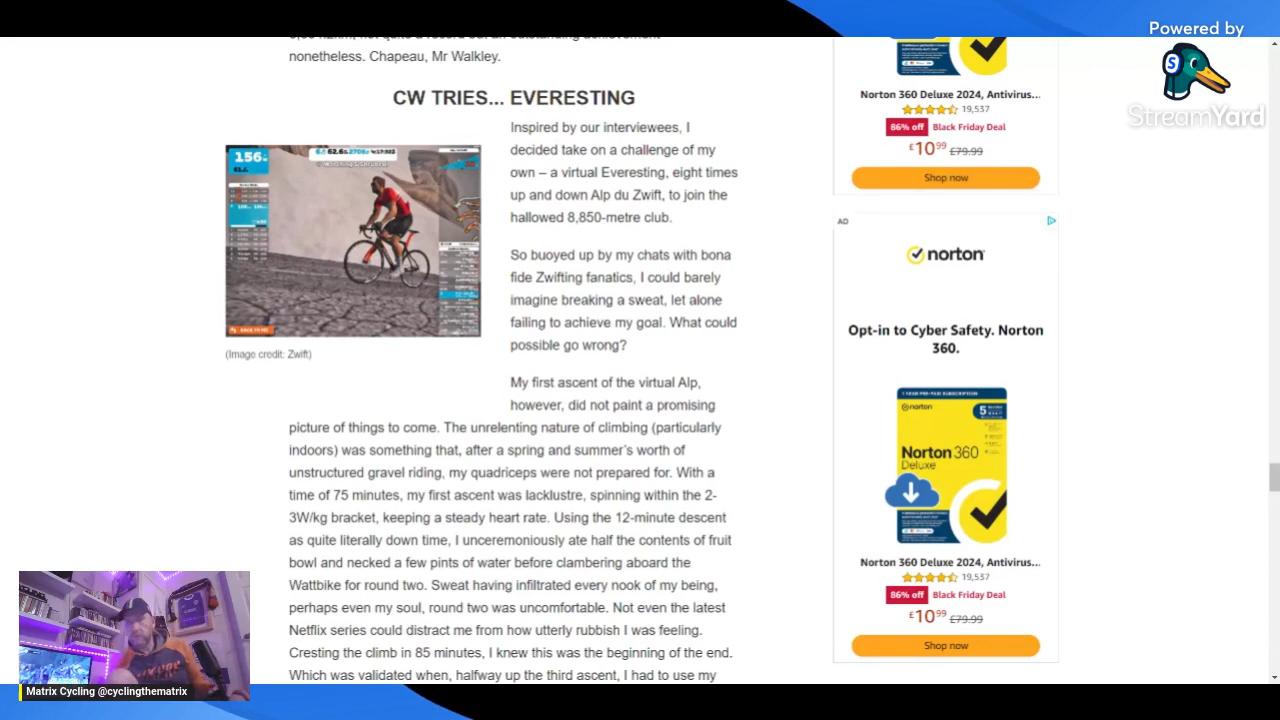 Powered by
StreamYard
nonetheless. Chapeau, Mr Walkley.
CW TRIES... EVERESTING
Inspired by our interviewees, I
decided take on a challenge of my
own – a virtual Everesting, eight times
up and down Alp du Zwift, to join the
hallowed 8,850-metre club.
So buoyed up by my chats with bona
fide Zwifting fanatics, I could barely
imagine breaking a sweat, let alone
failing to achieve my goal. What could
possible go wrong?
156
(Image credit: Zwift)
My first ascent of the virtual Alp,
however, did not paint a promising
picture of things to come. The unrelenting nature of climbing (particularly
indoors) was something that, after a spring and summer's worth of
unstructured gravel riding, my quadriceps were not prepared for. With a
time of 75 minutes, my first ascent was lacklustre, spinning within the 2-
3W/kg bracket, keeping a steady heart rate. Using the 12-minute descent
as quite literally down time, I unceremoniously ate half the contents of fruit
bowl and necked a few pints of water before clambering aboard the
Wattbike for round two. Sweat having infiltrated every nook of my being,
perhaps even my soul, round two was uncomfortable. Not even the latest
Netflix series could distract me from how utterly rubbish I was feeling.
Cresting the climb in 85 minutes, I knew this was the beginning of the end.
Which was validated when, halfway up the third ascent, I had to use my
Norton 360 Deluxe 2024, Antivirus...
19,537
86% off Black Friday Deal
£10⁹⁹ £79.99
Shop now
AD
norton
Opt-in to Cyber Safety. Norton
360.
1 YEAR PRE-PAID SUBSCRIPTION
norton
5
Norton 360
Deluxe
Norton 360 Deluxe 2024, Antivirus...
19,537
86% off Black Friday Deal
£10⁹⁹ £79.99
Shop now
Matrix Cycling @cyclingthematrix